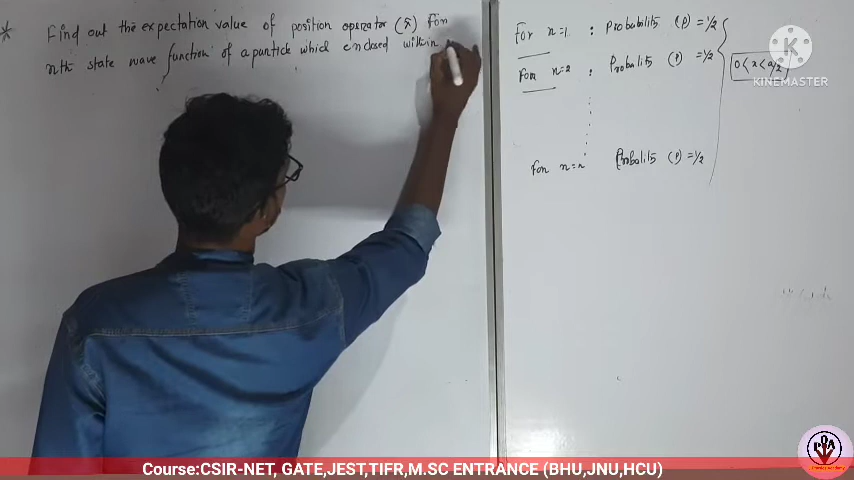 * Find out the expectation value of position operator (x̂) for
nth state wave function of a particle which enclosed within
For n=1 : Probability (P) = 1/2
For n=2 : Probability (P) = 1/2
0<x<a/2
For n=n Probability (P) = 1/2
KINEMASTER
Course:CSIR-NET, GATE,JEST,TIFR,M.SC ENTRANCE (BHU,JNU,HCU)